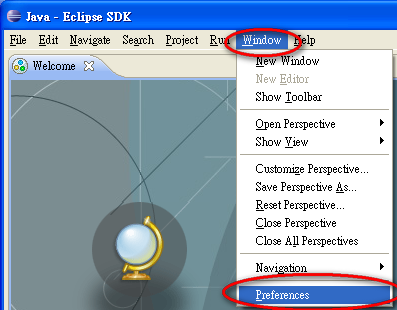 Java - Eclipse SDK
File Edit Navigate Search Project Run Window Help
Welcome
New Window
New Editor
Show Toolbar
Open Perspective
Show View
Customize Perspective...
Save Perspective As...
Reset Perspective...
Close Perspective
Close All Perspectives
Navigation
Preferences